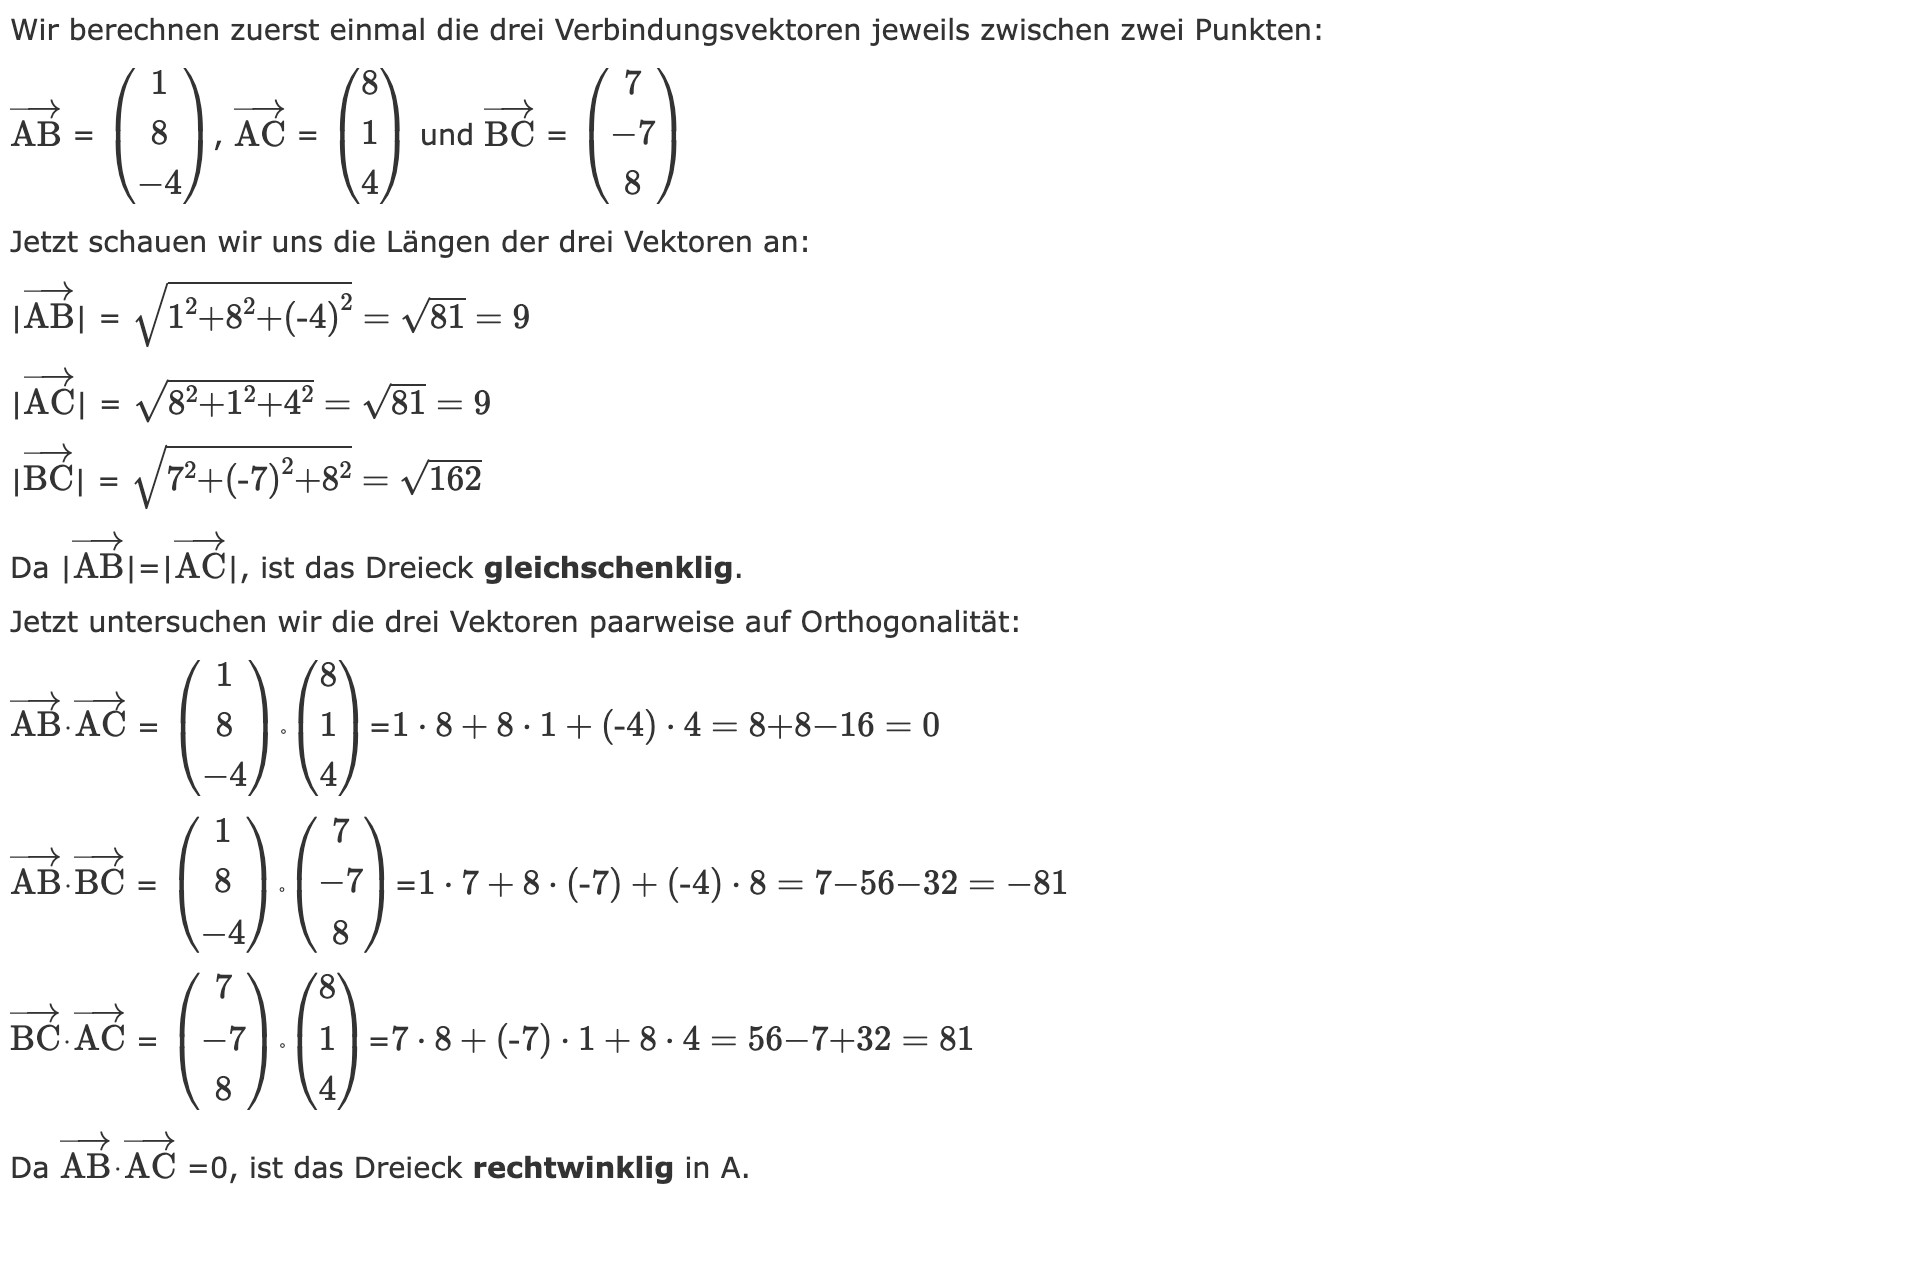 Wir berechnen zuerst einmal die drei Verbindungsvektoren jeweils zwischen zwei Punkten:
$\overrightarrow{AB} = \begin{pmatrix} 1 \\ 8 \\ -4 \end{pmatrix}$, $\overrightarrow{AC} = \begin{pmatrix} 8 \\ 1 \\ 4 \end{pmatrix}$ und $\overrightarrow{BC} = \begin{pmatrix} 7 \\ -7 \\ 8 \end{pmatrix}$
Jetzt schauen wir uns die Längen der drei Vektoren an:
$|\overrightarrow{AB}| = \sqrt{1^2+8^2+(-4)^2} = \sqrt{81} = 9$
$|\overrightarrow{AC}| = \sqrt{8^2+1^2+4^2} = \sqrt{81} = 9$
$|\overrightarrow{BC}| = \sqrt{7^2+(-7)^2+8^2} = \sqrt{162}$
Da $|\overrightarrow{AB}|=|\overrightarrow{AC}|$, ist das Dreieck gleichschenklig.
Jetzt untersuchen wir die drei Vektoren paarweise auf Orthogonalität:
$\overrightarrow{AB} \cdot \overrightarrow{AC} = \begin{pmatrix} 1 \\ 8 \\ -4 \end{pmatrix} \circ \begin{pmatrix} 8 \\ 1 \\ 4 \end{pmatrix} = 1 \cdot 8 + 8 \cdot 1 + (-4) \cdot 4 = 8+8-16 = 0$
$\overrightarrow{AB} \cdot \overrightarrow{BC} = \begin{pmatrix} 1 \\ 8 \\ -4 \end{pmatrix} \circ \begin{pmatrix} 7 \\ -7 \\ 8 \end{pmatrix} = 1 \cdot 7 + 8 \cdot (-7) + (-4) \cdot 8 = 7-56-32 = -81$
$\overrightarrow{BC} \cdot \overrightarrow{AC} = \begin{pmatrix} 7 \\ -7 \\ 8 \end{pmatrix} \circ \begin{pmatrix} 8 \\ 1 \\ 4 \end{pmatrix} = 7 \cdot 8 + (-7) \cdot 1 + 8 \cdot 4 = 56-7+32 = 81$
Da $\overrightarrow{AB} \cdot \overrightarrow{AC} = 0$, ist das Dreieck rechtwinklig in A.